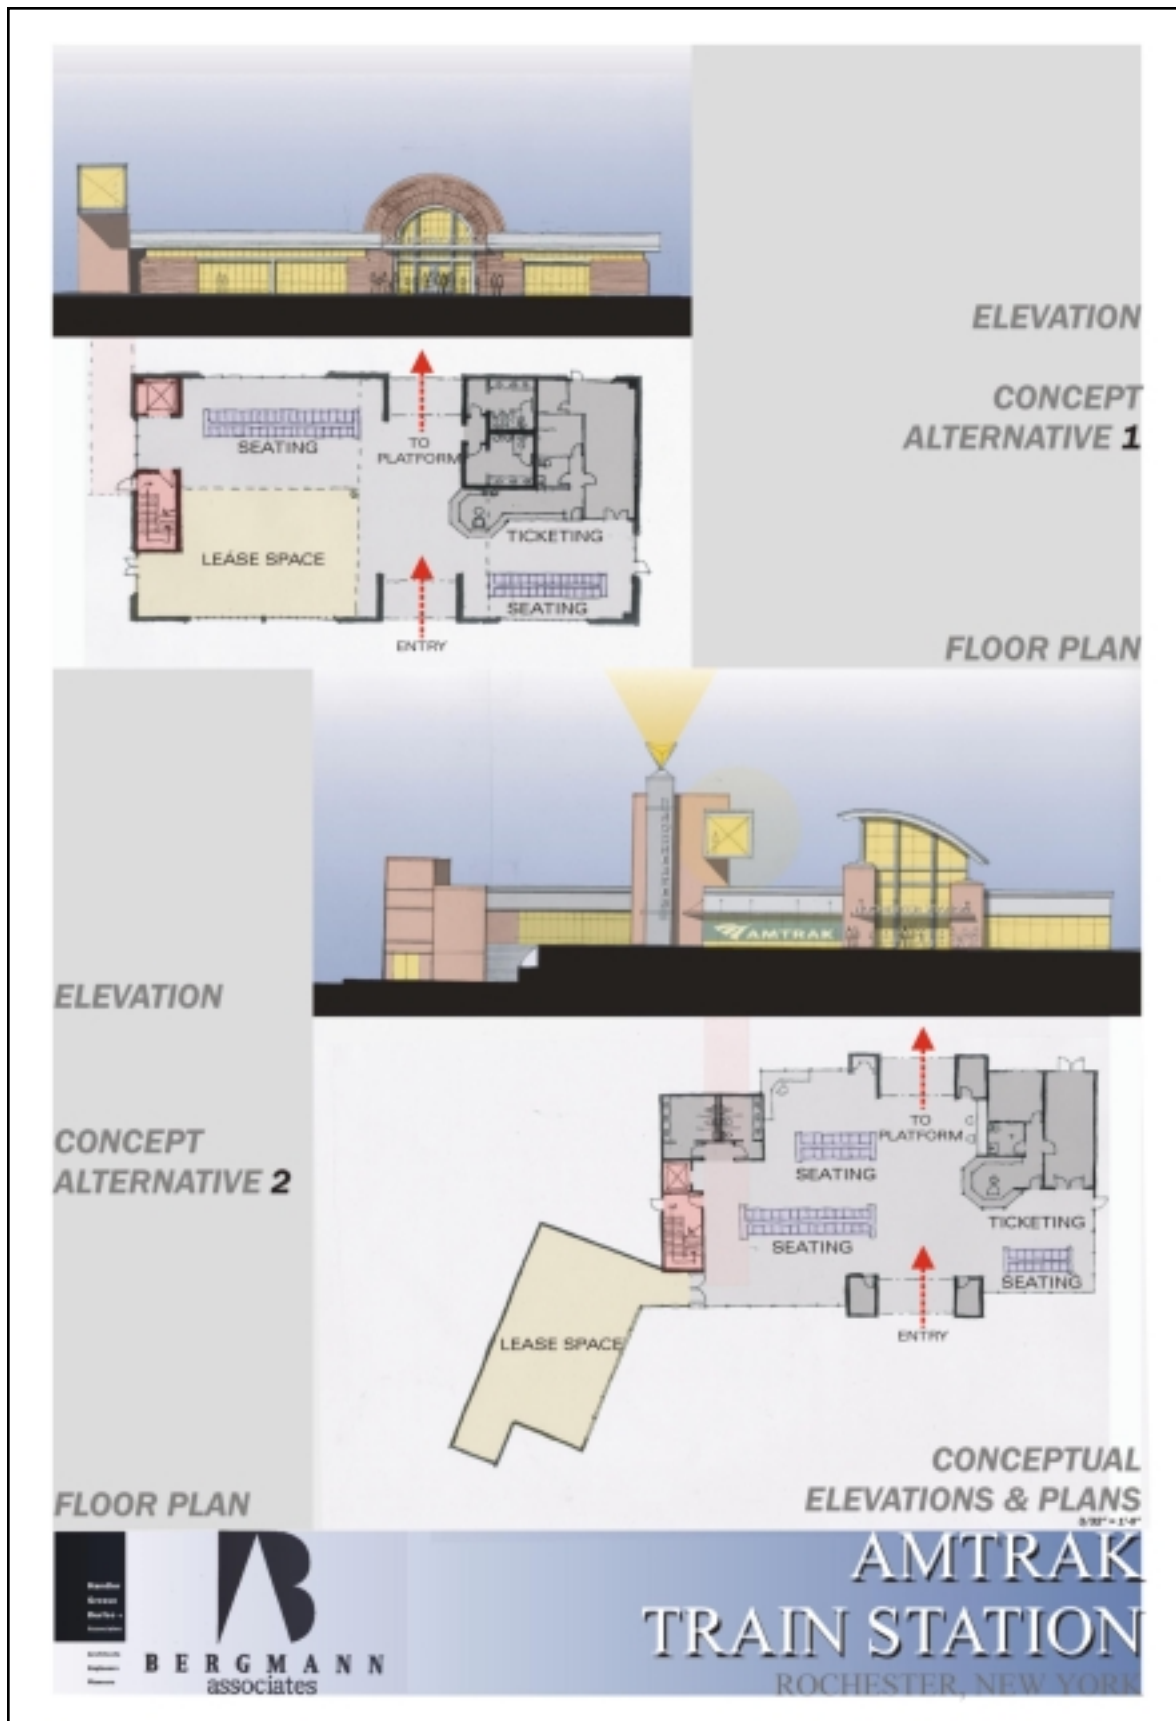 ELEVATION
CONCEPT
ALTERNATIVE 1
SEATING
TO
PLATFORM
TICKETING
LEASE SPACE
SEATING
ENTRY
FLOOR PLAN
AMTRAK
ELEVATION
CONCEPT
ALTERNATIVE 2
TO
PLATFORM
SEATING
TICKETING
SEATING
SEATING
ENTRY
LEASE SPACE
CONCEPTUAL
ELEVATIONS & PLANS
FLOOR PLAN
AMTRAK
TRAIN STATION
ROCHESTER, NEW YORK
BERGMANN
associates